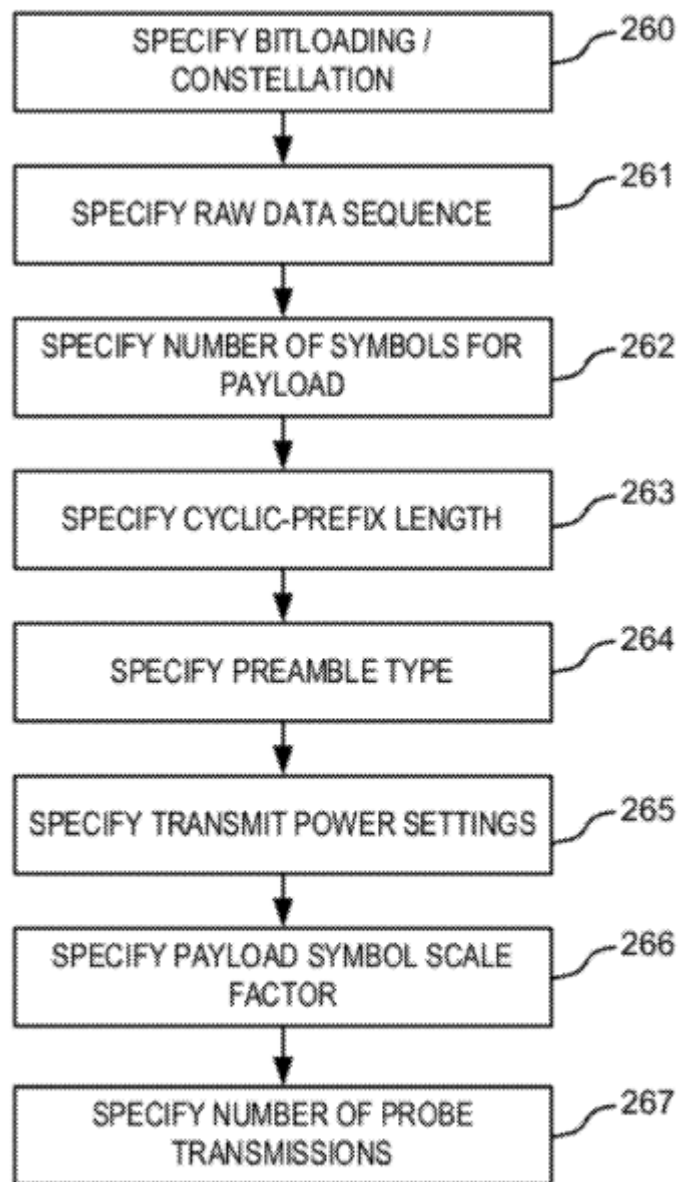 SPECIFY BITLOADING /
CONSTELLATION
260
SPECIFY RAW DATA SEQUENCE
261
SPECIFY NUMBER OF SYMBOLS FOR
PAYLOAD
262
SPECIFY CYCLIC-PREFIX LENGTH
263
SPECIFY PREAMBLE TYPE
264
SPECIFY TRANSMIT POWER SETTINGS
265
SPECIFY PAYLOAD SYMBOL SCALE
FACTOR
266
SPECIFY NUMBER OF PROBE
TRANSMISSIONS
267